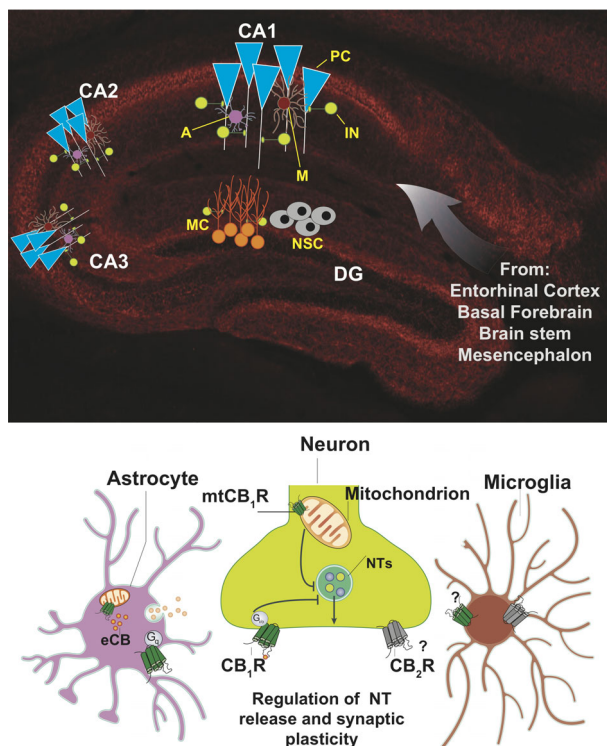 CA1
PC
CA2
A
IN
M
MC
NSC
CA3
DG
From:
Entorhinal Cortex
Basal Forebrain
Brain stem
Mesencephalon
Neuron
Astrocyte
Microglia
mtCB₁R
Mitochondrion
NTs
?
eCB
Gq
CB₁R
CB₂R
?
Regulation of NT
release and synaptic
plasticity